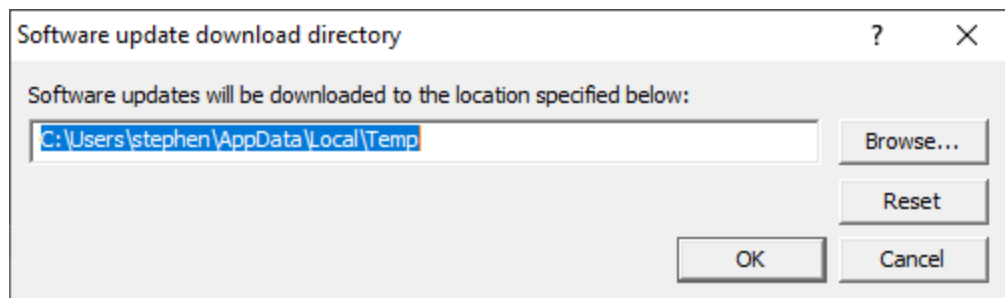 Software update download directory ?
Software updates will be downloaded to the location specified below:
C:\Users\stephen\AppData\Local\Temp Browse...
Reset
OK Cancel